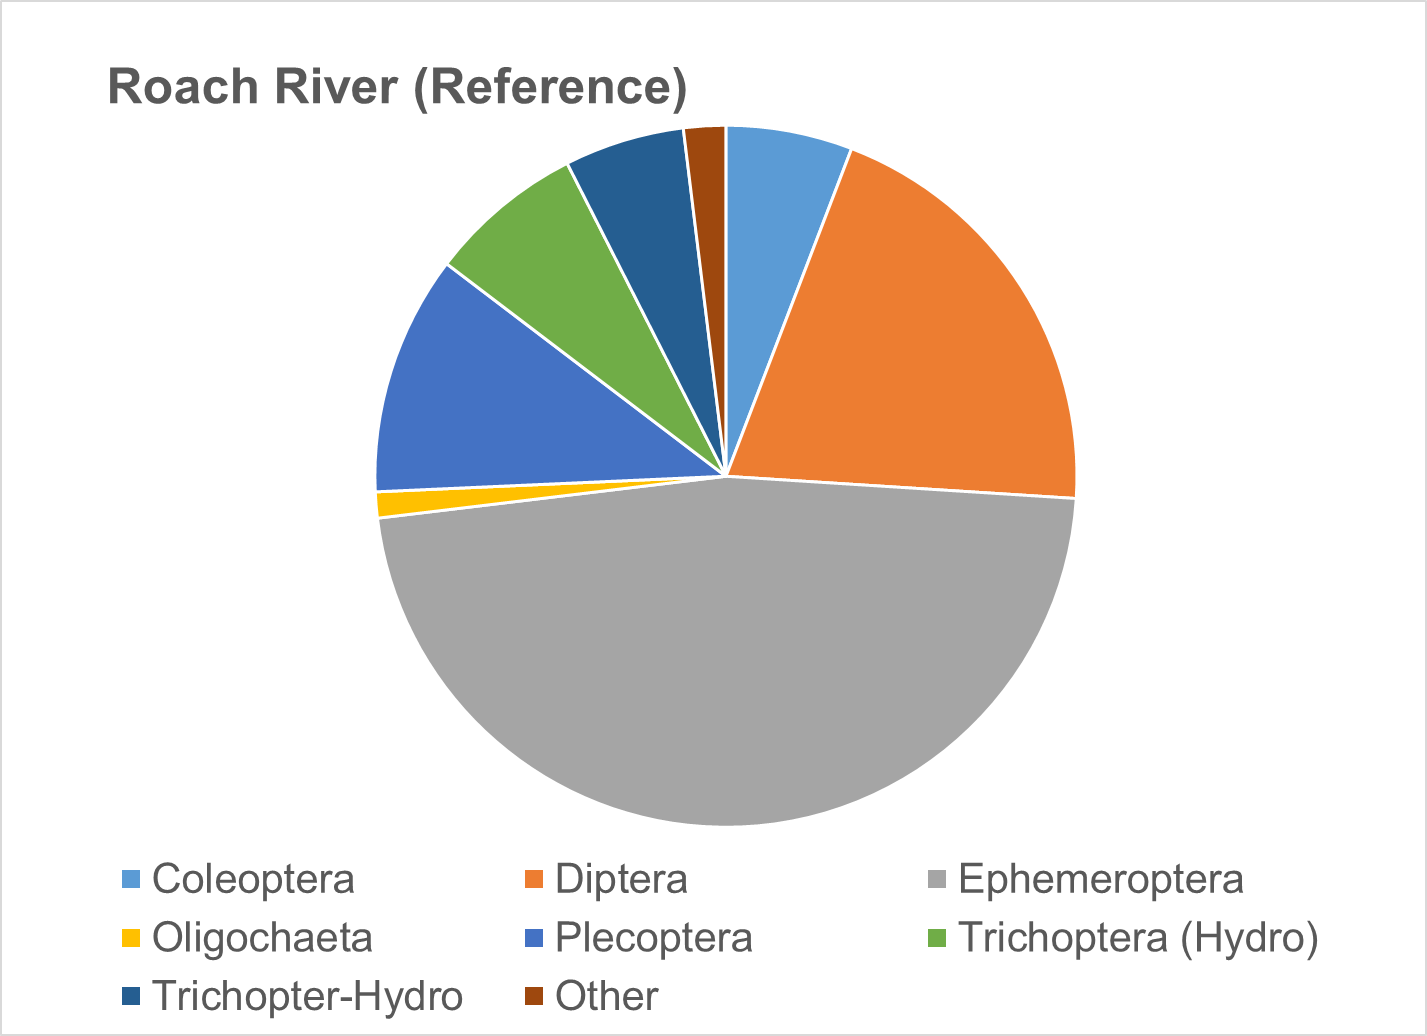 Roach River (Reference)
Coleoptera Diptera Ephemeroptera
Oligochaeta Plecoptera Trichoptera (Hydro)
Trichopter-Hydro Other